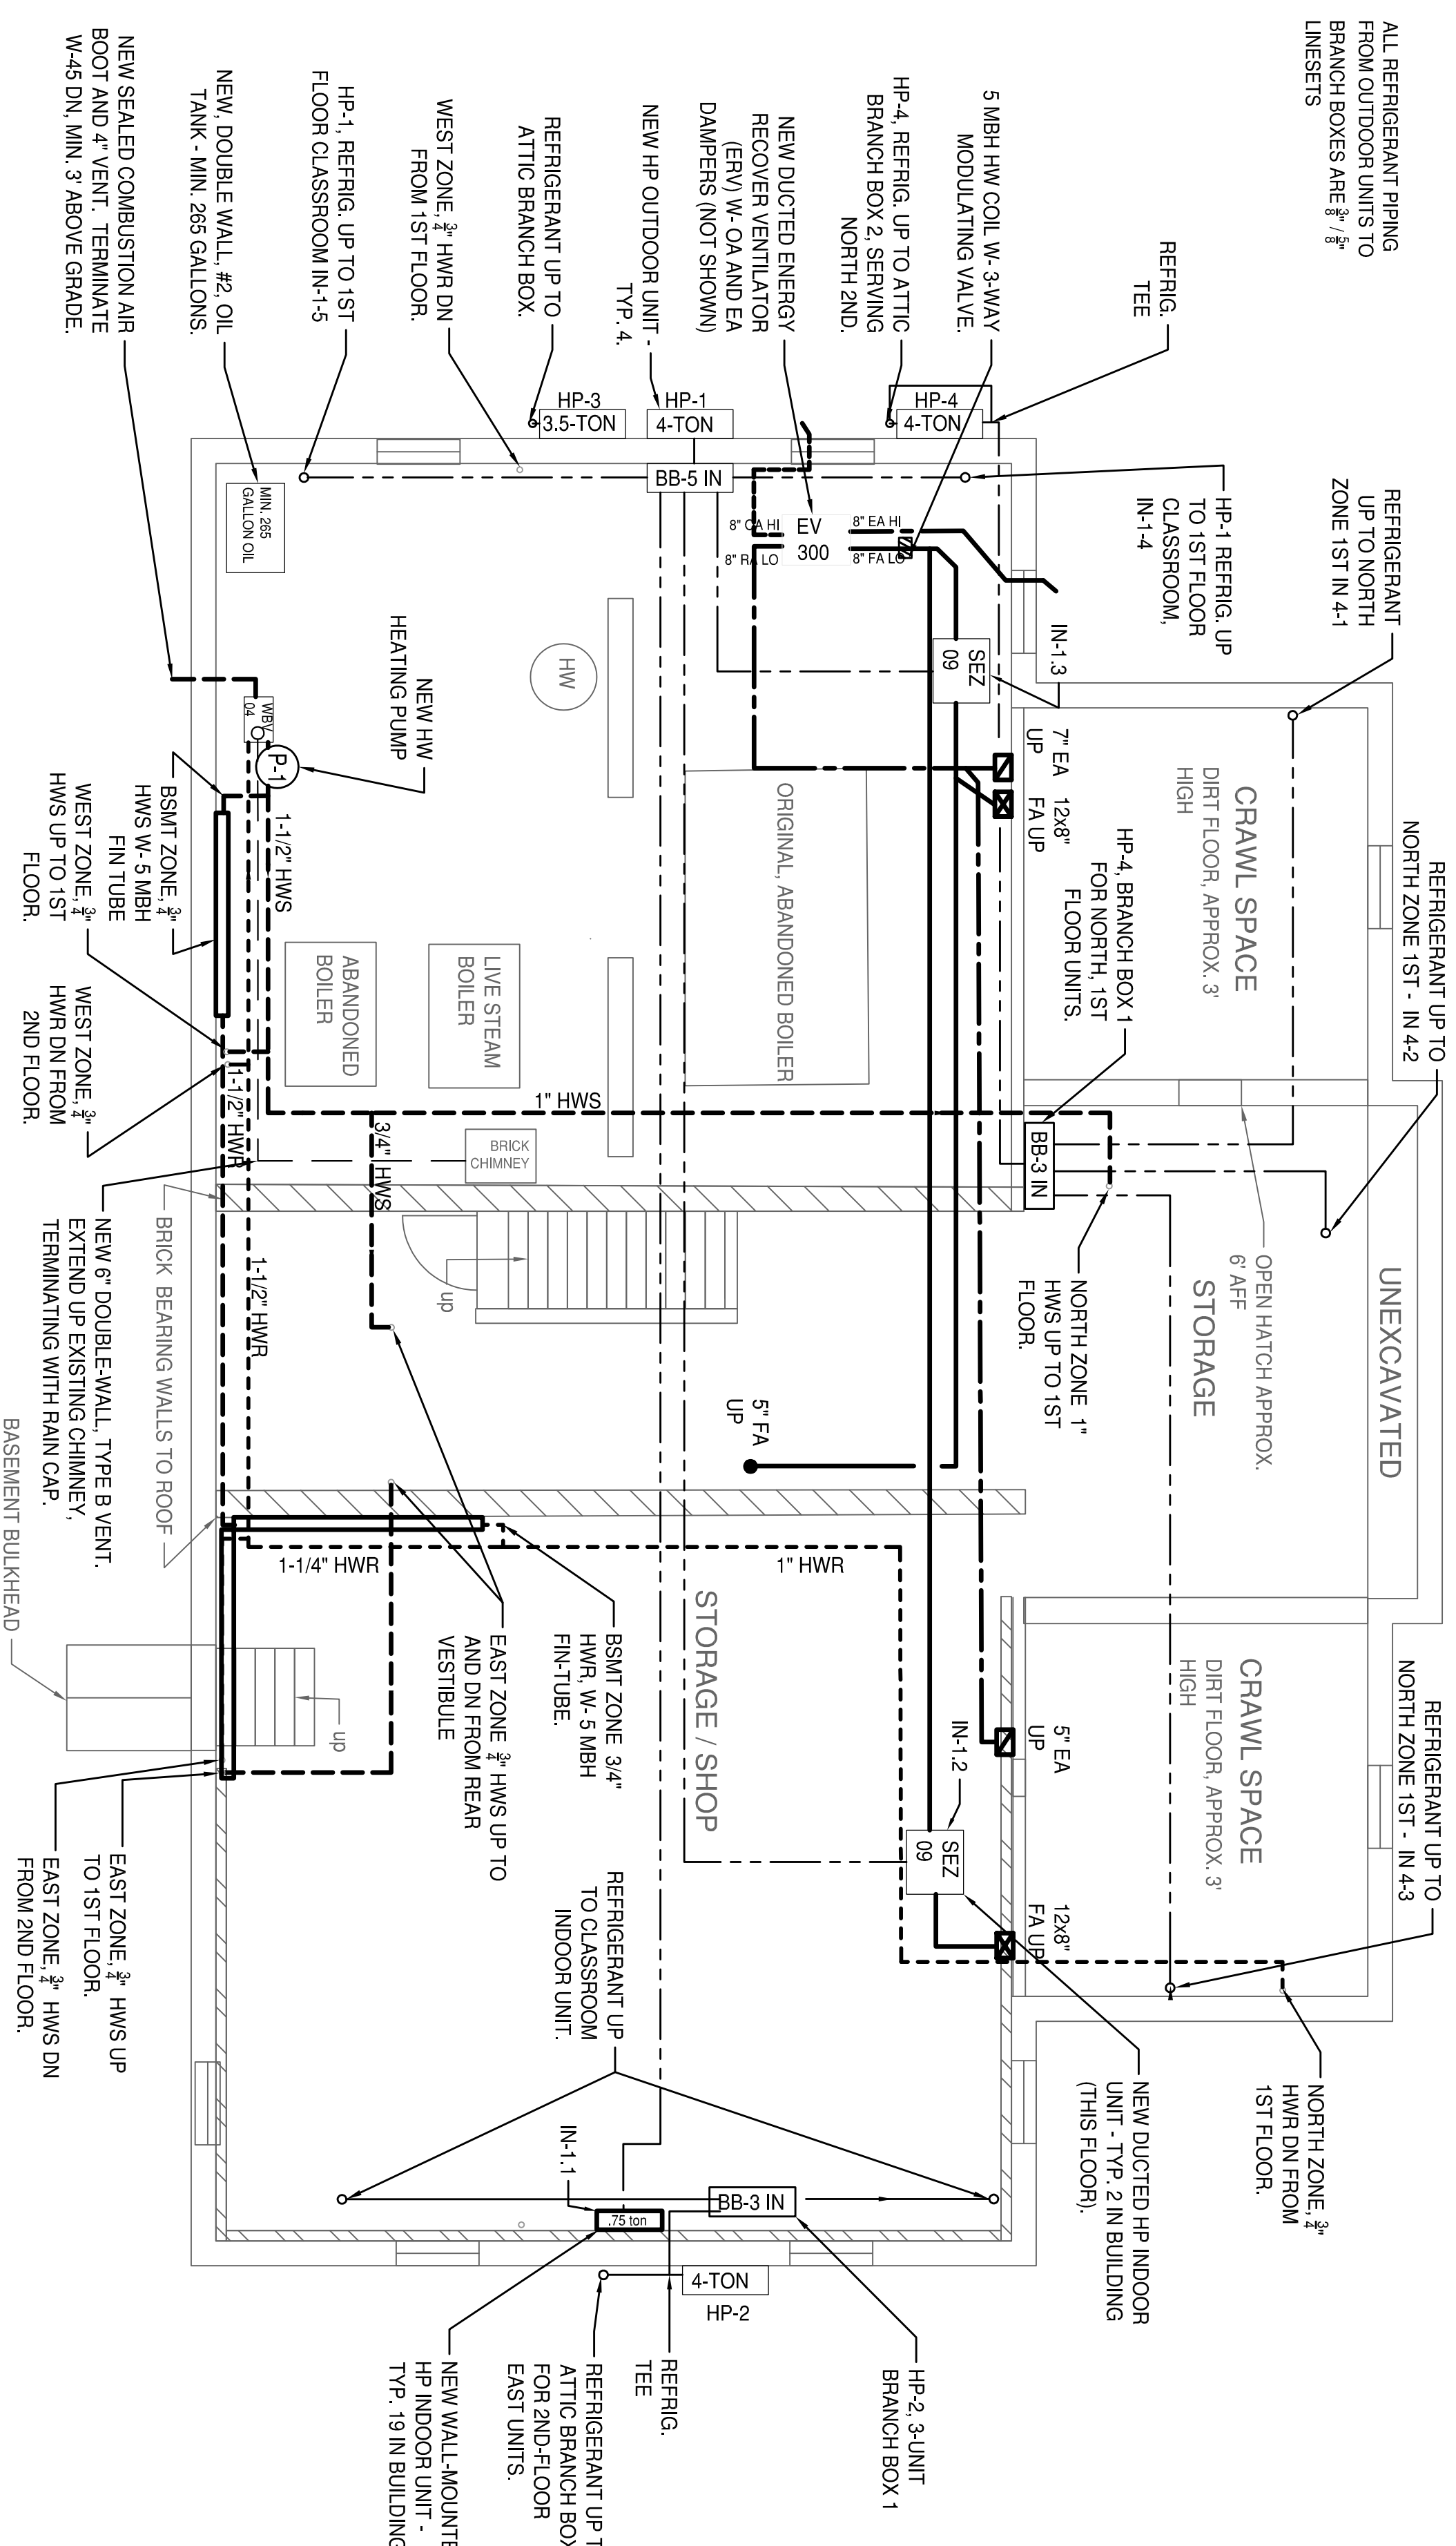 ALL REFRIGERANT PIPING
FROM OUTDOOR UNITS TO
BRANCH BOXES ARE 3/8" / 5/8"
LINESETS
REFRIG.
TEE
5 MBH HW COIL W- 3-WAY
MODULATING VALVE.
HP-4, REFRIG. UP TO ATTIC
BRANCH BOX 2, SERVING
NORTH 2ND.
NEW DUCTED ENERGY
RECOVER VENTILATOR
(ERV) W- OA AND EA
DAMPERS (NOT SHOWN)
NEW HP OUTDOOR UNIT -
TYP. 4.
REFRIGERANT UP TO
ATTIC BRANCH BOX.
WEST ZONE, 3/4" HWR DN
FROM 1ST FLOOR.
HP-1, REFRIG. UP TO 1ST
FLOOR CLASSROOM IN-1-5
NEW, DOUBLE WALL, #2, OIL
TANK - MIN. 265 GALLONS.
NEW SEALED COMBUSTION AIR
BOOT AND 4" VENT. TERMINATE
W-45 DN, MIN. 3' ABOVE GRADE.
HP-4
4-TON
HP-1
4-TON
HP-3
3.5-TON
BB-5 IN
MIN. 265
GALLON OIL
REFRIGERANT
UP TO NORTH
ZONE 1ST IN 4-1
HP-1 REFRIG. UP
TO 1ST FLOOR
CLASSROOM,
IN-1-4
8" EA HI
8" FA LO
EV
300
8" OA HI
8" RA LO
IN-1.3
SEZ
09
HW
NEW HW
HEATING PUMP
WBV
04
P-1
7" EA
UP
12x8"
FA UP
CRAWL SPACE
DIRT FLOOR, APPROX. 3'
HIGH
REFRIGERANT UP TO
NORTH ZONE 1ST - IN 4-2
HP-4, BRANCH BOX 1
FOR NORTH, 1ST
FLOOR UNITS.
ORIGINAL, ABANDONED BOILER
1-1/2" HWS
BSMT ZONE, 3/4"
HWS W- 5 MBH
FIN TUBE
WEST ZONE, 3/4"
HWS UP TO 1ST
FLOOR.
LIVE STEAM
BOILER
ABANDONED
BOILER
WEST ZONE, 3/4"
HWR DN FROM
2ND FLOOR.
1-1/2" HWR
1" HWS
3/4" HWS
BRICK
CHIMNEY
BB-3 IN
UNEXCAVATED
OPEN HATCH APPROX.
6' AFF
STORAGE
NORTH ZONE 1"
HWS UP TO 1ST
FLOOR.
up
1-1/2" HWR
BRICK BEARING WALLS TO ROOF
NEW 6" DOUBLE-WALL, TYPE B VENT.
EXTEND UP EXISTING CHIMNEY,
TERMINATING WITH RAIN CAP.
BASEMENT BULKHEAD
5" FA
UP
1" HWR
1-1/4" HWR
BSMT ZONE 3/4"
HWR, W- 5 MBH
FIN-TUBE.
EAST ZONE 3/4" HWS UP TO
AND DN FROM REAR
VESTIBULE
up
STORAGE / SHOP
REFRIGERANT UP TO
NORTH ZONE 1ST - IN 4-3
CRAWL SPACE
DIRT FLOOR, APPROX. 3'
HIGH
5" EA
UP
IN-1.2
SEZ
09
12x8"
FA UP
EAST ZONE, 3/4" HWS UP
TO 1ST FLOOR.
EAST ZONE, 3/4" HWS DN
FROM 2ND FLOOR.
REFRIGERANT UP
TO CLASSROOM
INDOOR UNIT.
NORTH ZONE, 3/4"
HWR DN FROM
1ST FLOOR.
NEW DUCTED HP INDOOR
UNIT - TYP. 2 IN BUILDING
(THIS FLOOR).
IN-1.1
.75 ton
BB-3 IN
4-TON
HP-2
HP-2, 3-UNIT
BRANCH BOX 1
REFRIG.
TEE
REFRIGERANT UP T
ATTIC BRANCH BOX
FOR 2ND-FLOOR
EAST UNITS.
NEW WALL-MOUNTE
HP INDOOR UNIT -
TYP. 19 IN BUILDING